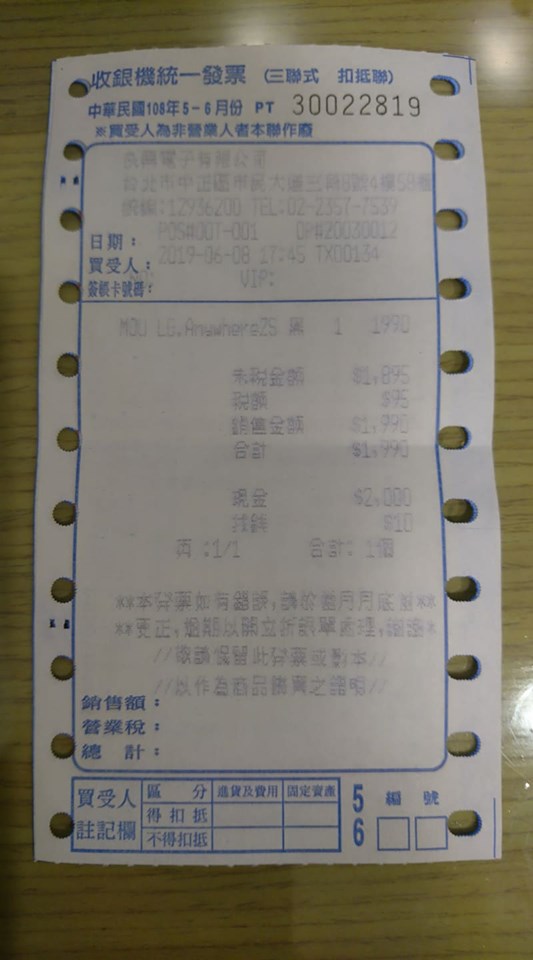 收銀機統一發票 (三聯式 扣抵聯)
中華民國108年5-6月份 PT 30022819
※買受人為非營業人者本聯作廢
良興電子有限公司
台北市中正區市民大道三段8號4樓58
統編:12936200 TEL:02-2357-7539
POS#OOT-001 OP#20030012
日期:
2019-06-08 17:45 TX00134
買受人:
NO: VIP:
簽帳卡號碼:
MOU LG.Anywhere2S 黑 1 1990
未稅金額 $1,895
稅額 $95
銷售金額 $1,990
合計 $1,990
現金 $2,000
找錢 $10
頁 :1/1 合計: 1個
**本發票如有錯誤,請於當月月底前**
**更正,逾期以開立折讓單處理,謝謝*
//敬請保留此發票或影本//
//以作為商品購買之證明//
銷售額:
營業稅:
總 計:
買受人註記欄
區 分 進貨及費用 固定資產
得扣抵
不得扣抵
5 6 編 號